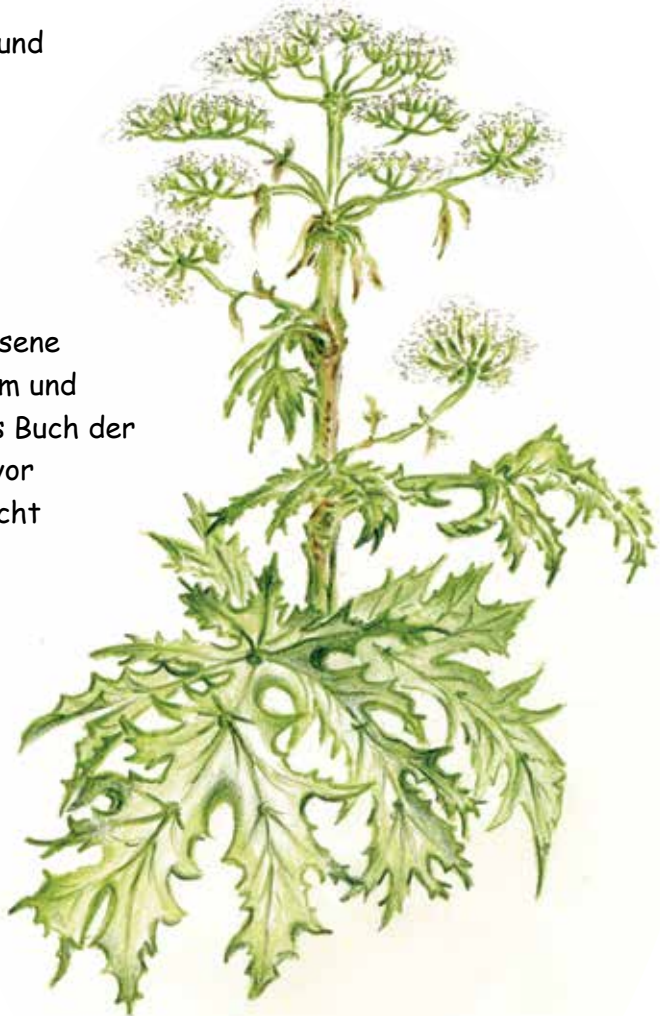 und
sene
m und
s Buch der
vor
cht